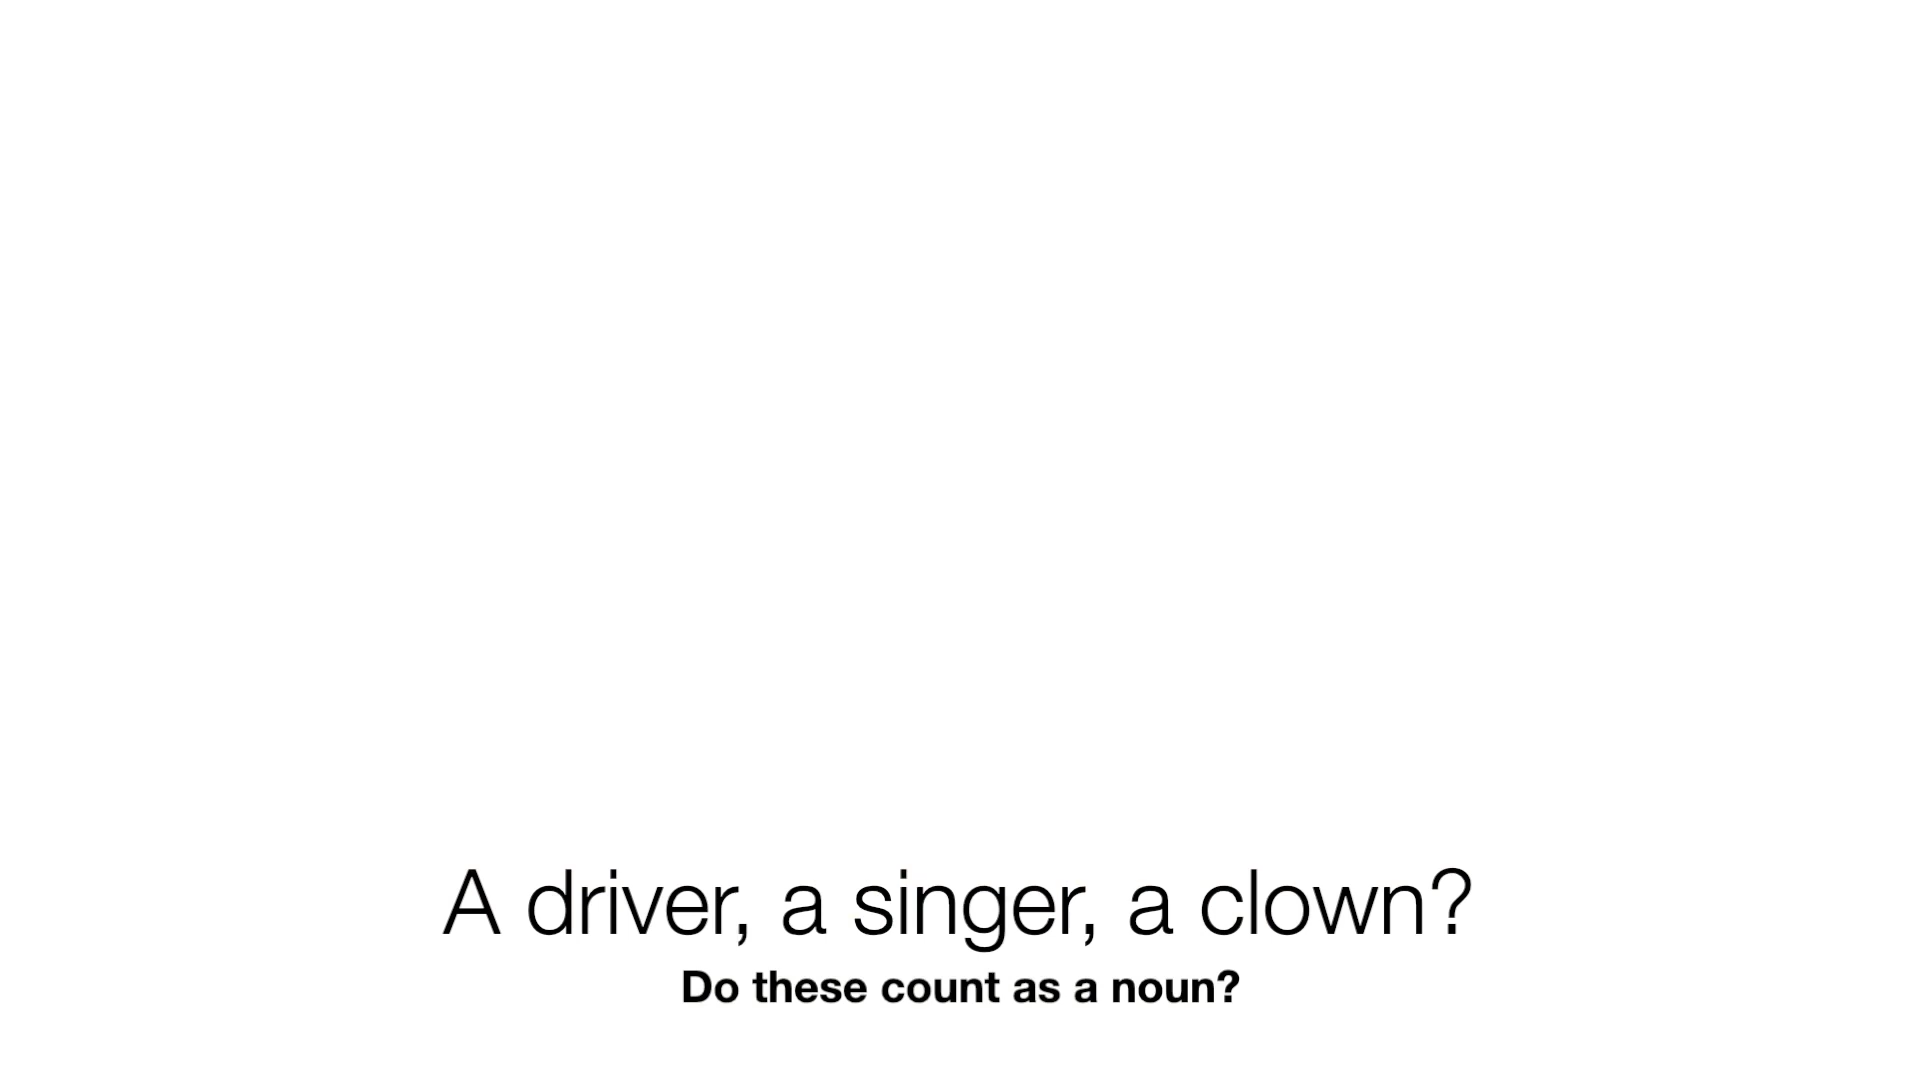 A driver, a singer, a clown?
Do these count as a noun?